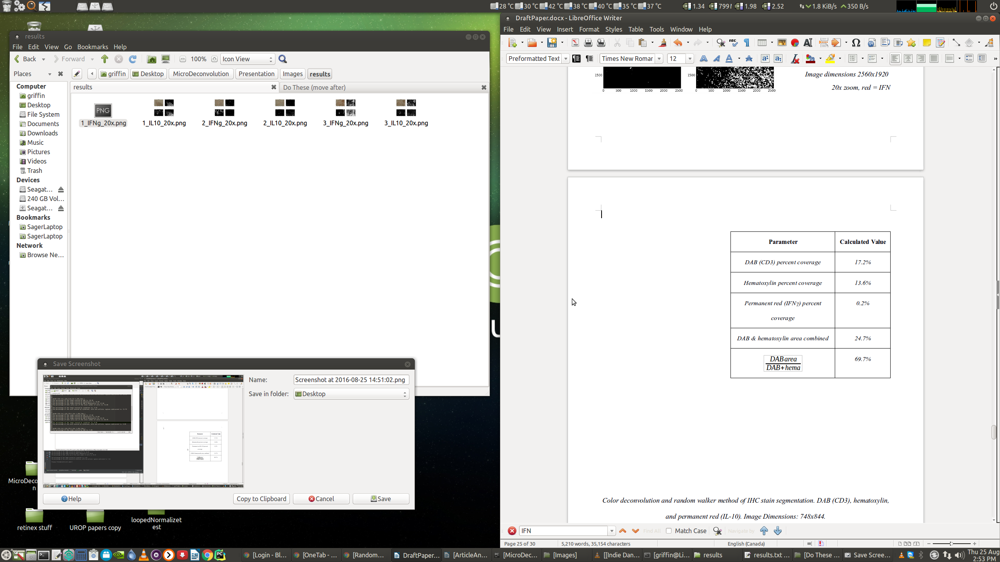 28 °C 30 °C 42 °C 38 °C 40 °C 35 °C 37 °C 1.34 799 1.98 2.52 1.8 KiB/s 350 B/s
results
File Edit View Go Bookmarks Help
Back Forward 100% Icon View
Places griffin Desktop MicroDeconvolution Presentation Images results
results Do These (move after)
Computer
griffin
Desktop
File System
Documents
Downloads
Music
Pictures
Videos
Trash
Devices
Seagat...
240 GB Vol...
Seagat...
Bookmarks
SagerLaptop
SagerLaptop
Network
Browse Ne...
PNG
1_IFNg_20x.png 1_IL10_20x.png 2_IFNg_20x.png 2_IL10_20x.png 3_IFNg_20x.png 3_IL10_20x.png
Save Screenshot
Name: Screenshot at 2016-08-25 14:51:02.png
Save in folder: Desktop
Help Copy to Clipboard Cancel Save
MicroDeco
n
retinex stuff
UROP papers copy
loopedNormalizet
est
DraftPaper.docx - LibreOffice Writer
File Edit View Insert Format Styles Table Tools Window Help
Preformatted Text Times New Romar 12
1500 1500
0 500 1000 1500 2000 2500 0 500 1000 1500 2000 2500
Image dimensions 2560x1920
20x zoom, red = IFN
Parameter Calculated Value
DAB (CD3) percent coverage 17.2%
Hematoxylin percent coverage 13.6%
Permanent red (IFNγ) percent 0.2%
coverage
DAB & hematoxylin area combined 24.7%
DAB area 69.7%
DAB+hema
Color deconvolution and random walker method of IHC stain segmentation. DAB (CD3), hematoxylin,
and permanent red (IL-10). Image Dimensions: 748x844.
IFN Find All Match Case Navigate by
Page 25 of 30 5,210 words, 35,154 characters English (Canada)
[Login - Bl... [OneTab - ... [Random... DraftPaper... [ArticleAn... [MicroDec... [Images] [[Indie Dan... [griffin@Li... results results.txt ... [Do These ... Save Scree... Thu 25 Aug
2:53 PM